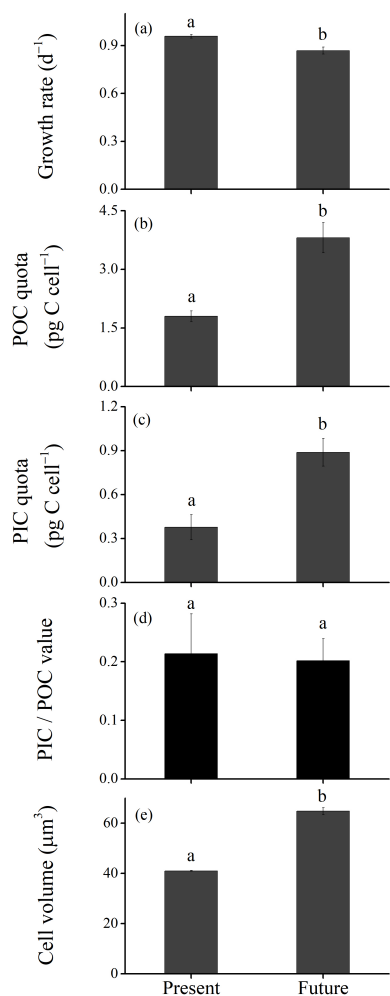 (a)
Growth rate (d⁻¹)
0.9
0.6
0.3
0.0
a
b
(b)
POC quota
(pg C cell⁻¹)
4.5
3.0
1.5
0.0
a
b
(c)
PIC quota
(pg C cell⁻¹)
1.2
0.9
0.6
0.3
0.0
a
b
(d)
PIC / POC value
0.3
0.2
0.1
0.0
a
a
(e)
Cell volume (μm³)
60
40
20
0
a
b
Present
Future